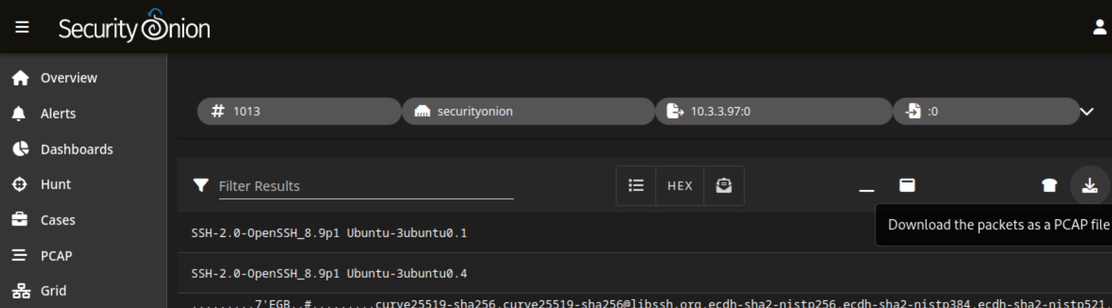 Security Onion
Overview
Alerts
Dashboards
Hunt
Cases
PCAP
Grid
1013
securityonion
10.3.3.97:0
:0
Filter Results
HEX
Download the packets as a PCAP file
SSH-2.0-OpenSSH_8.9p1 Ubuntu-3ubuntu0.1
SSH-2.0-OpenSSH_8.9p1 Ubuntu-3ubuntu0.4
.........7'EGB..#.........curve25519-sha256,curve25519-sha256@libssh.org,ecdh-sha2-nistp256,ecdh-sha2-nistp384,ecdh-sha2-nistp521,